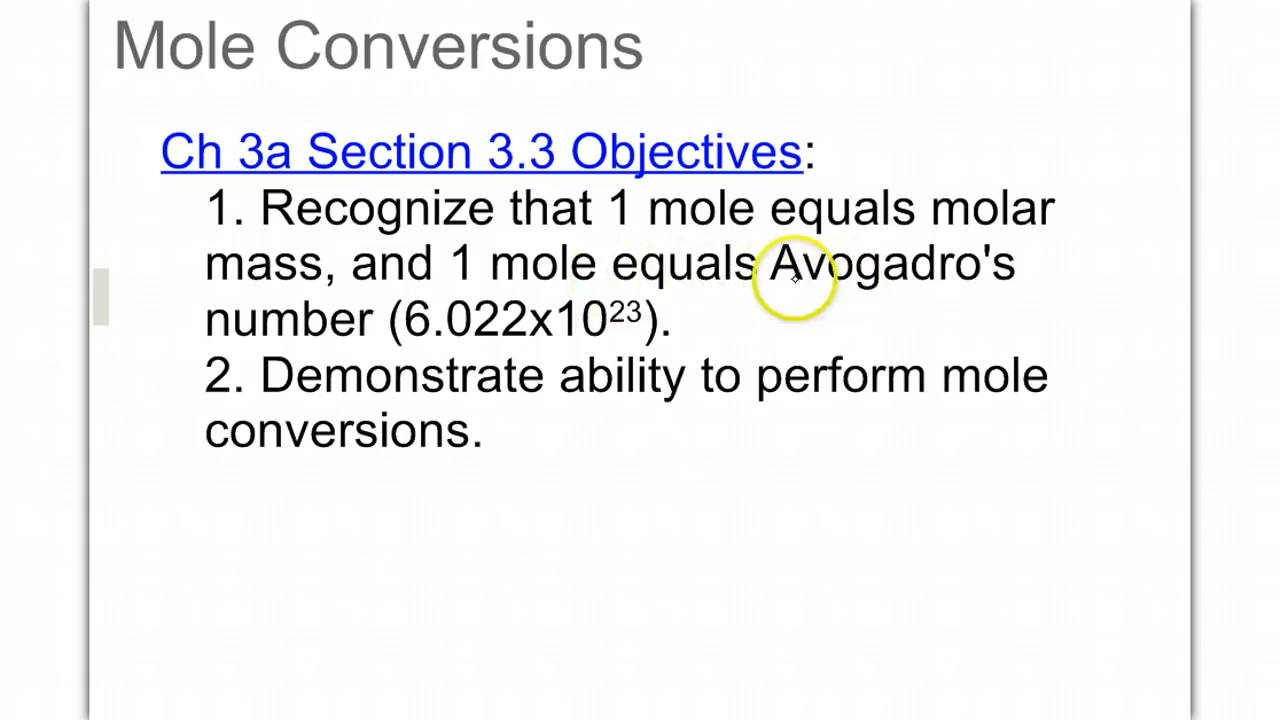 Mole Conversions
Ch 3a Section 3.3 Objectives:
1. Recognize that 1 mole equals molar
mass, and 1 mole equals Avogadro's
number (6.022x10²³).
2. Demonstrate ability to perform mole
conversions.